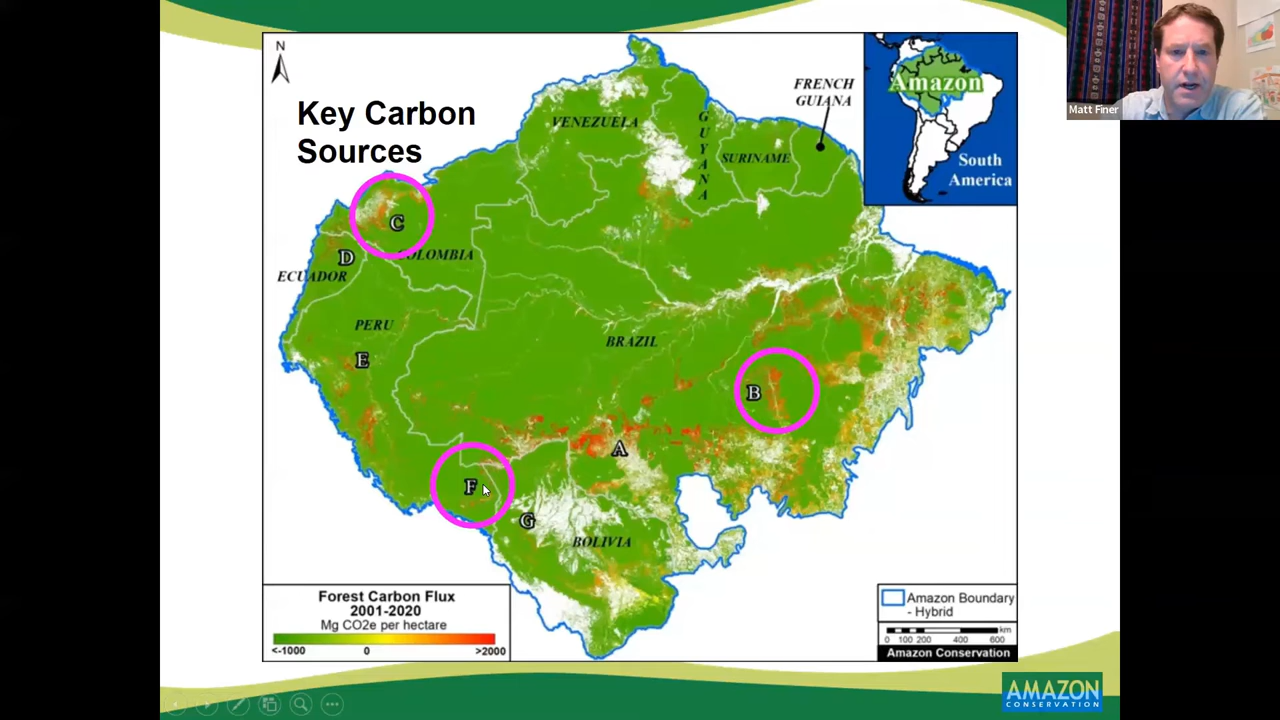 Key Carbon
Sources
N
VENEZUELA
GUYANA
SURINAME
FRENCH
GUIANA
Amazon
South
America
Matt Finer
C
COLOMBIA
D
ECUADOR
PERU
E
BRAZIL
B
A
F
G
BOLIVIA
Forest Carbon Flux
2001-2020
Mg CO2e per hectare
<-1000 0 >2000
Amazon Boundary
- Hybrid
km
0 100 200 400 600
Amazon Conservation
AMAZON
CONSERVATION